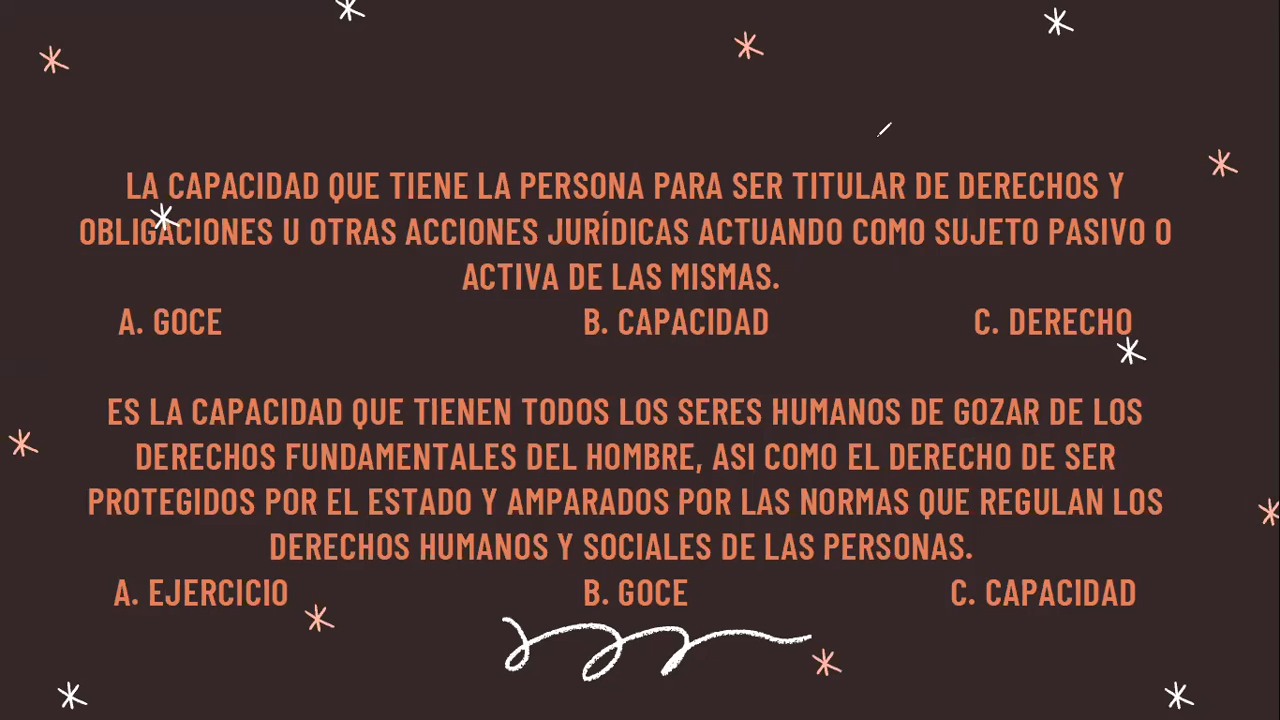 LA CAPACIDAD QUE TIENE LA PERSONA PARA SER TITULAR DE DERECHOS Y
OBLIGACIONES U OTRAS ACCIONES JURÍDICAS ACTUANDO COMO SUJETO PASIVO O
ACTIVA DE LAS MISMAS.
A. GOCE B. CAPACIDAD C. DERECHO
ES LA CAPACIDAD QUE TIENEN TODOS LOS SERES HUMANOS DE GOZAR DE LOS
DERECHOS FUNDAMENTALES DEL HOMBRE, ASI COMO EL DERECHO DE SER
PROTEGIDOS POR EL ESTADO Y AMPARADOS POR LAS NORMAS QUE REGULAN LOS
DERECHOS HUMANOS Y SOCIALES DE LAS PERSONAS.
A. EJERCICIO B. GOCE C. CAPACIDAD